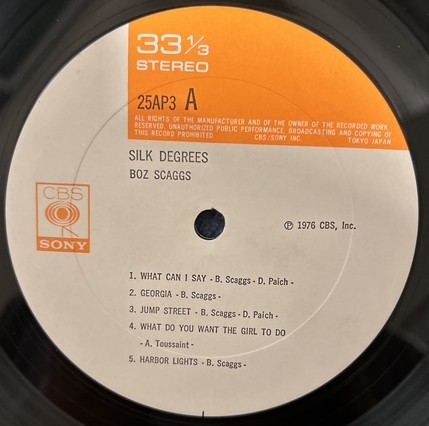 33 1/3
STEREO
25AP3 A
ALL RIGHTS OF THE MANUFACTURER AND OF THE OWNER OF THE RECORDED WORK
RESERVED. UNAUTHORIZED PUBLIC PERFORMANCE, BROADCASTING AND COPYING OF
THIS RECORD PROHIBITED. CBS/SONY INC. TOKYO JAPAN
SILK DEGREES
BOZ SCAGGS
CBS
SONY
℗ 1976 CBS, Inc.
1. WHAT CAN I SAY - B. Scaggs - D. Paich -
2. GEORGIA - B. Scaggs -
3. JUMP STREET - B. Scaggs - D. Paich -
4. WHAT DO YOU WANT THE GIRL TO DO
- A. Toussaint -
5. HARBOR LIGHTS - B. Scaggs -